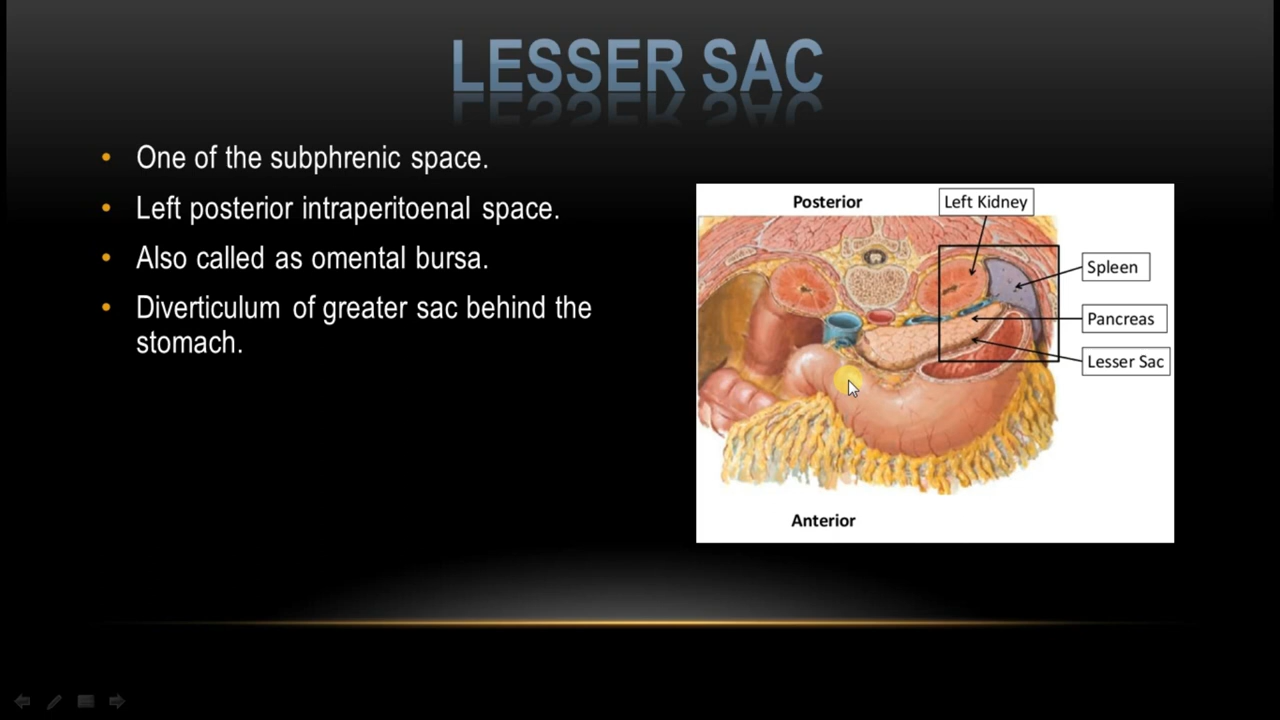 LESSER SAC
• One of the subphrenic space.
• Left posterior intraperitoenal space.
• Also called as omental bursa.
• Diverticulum of greater sac behind the
stomach.
Posterior
Left Kidney
Spleen
Pancreas
Lesser Sac
Anterior